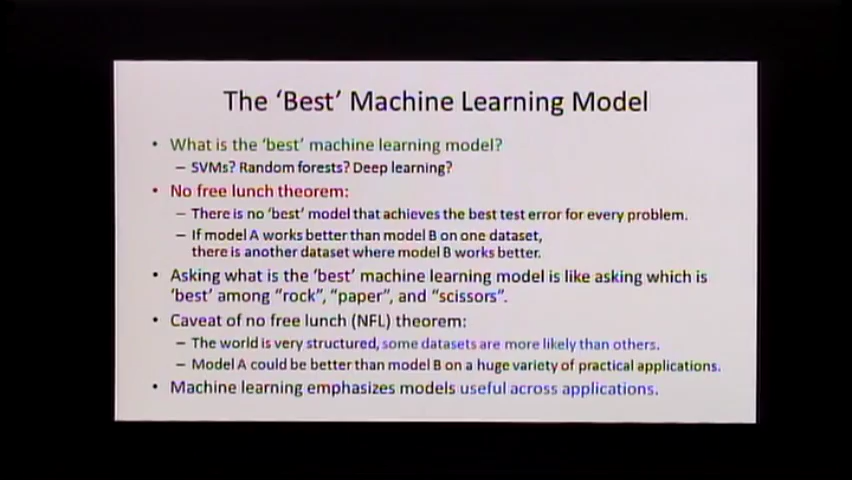 The 'Best' Machine Learning Model
• What is the 'best' machine learning model?
– SVMs? Random forests? Deep learning?
• No free lunch theorem:
– There is no 'best' model that achieves the best test error for every problem.
– If model A works better than model B on one dataset,
there is another dataset where model B works better.
• Asking what is the 'best' machine learning model is like asking which is
'best' among "rock", "paper", and "scissors".
• Caveat of no free lunch (NFL) theorem:
– The world is very structured, some datasets are more likely than others.
– Model A could be better than model B on a huge variety of practical applications.
• Machine learning emphasizes models useful across applications.